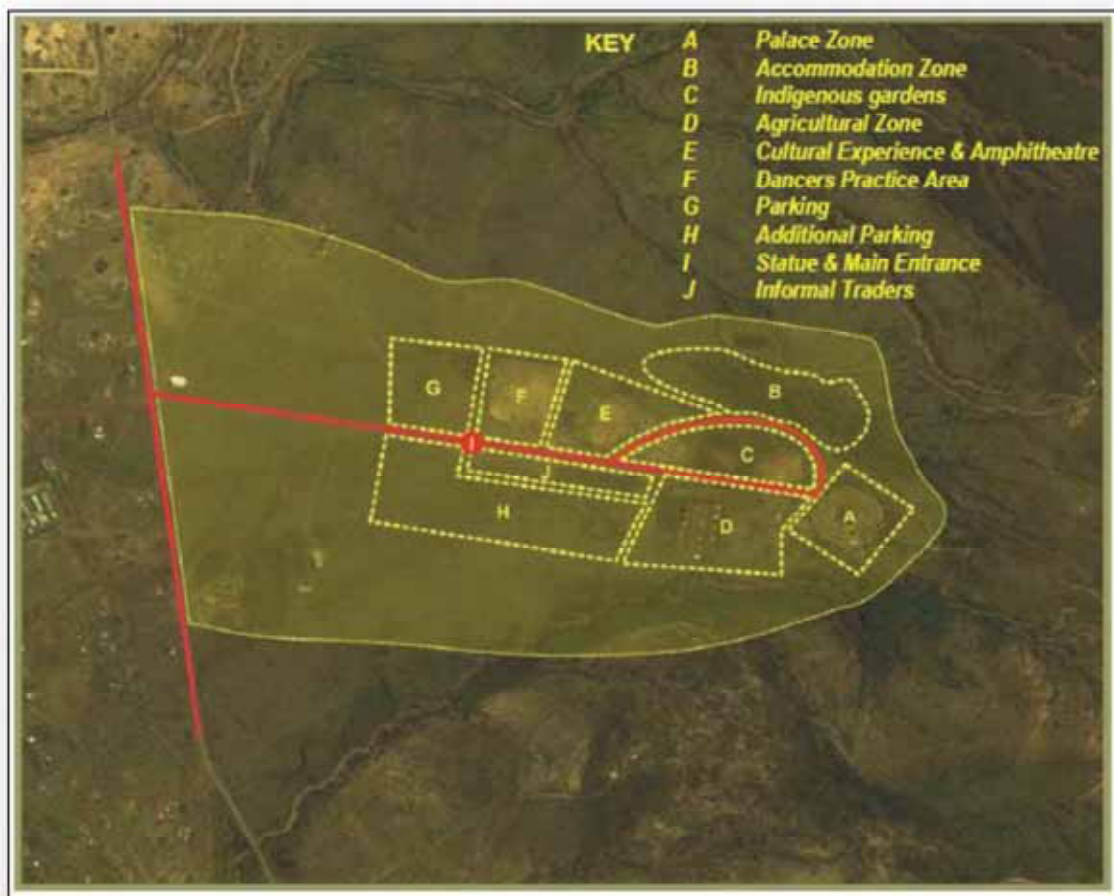 KEY
A Palace Zone
B Accommodation Zone
C Indigenous gardens
D Agricultural Zone
E Cultural Experience & Amphitheatre
F Dancers Practice Area
G Parking
H Additional Parking
I Statue & Main Entrance
J Informal Traders
B
G
F
E
I
C
H
D
A